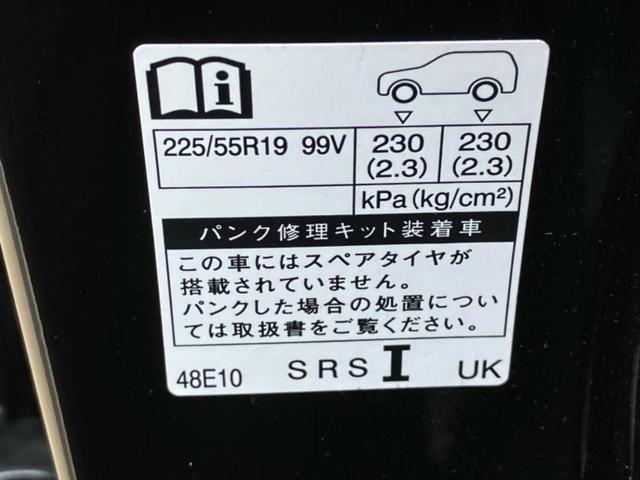 225/55R19 99V 230 (2.3) 230 (2.3)
kPa(kg/cm²)
パンク修理キット装着車
この車にはスペアタイヤが
搭載されていません。
パンクした場合の処置につい
ては取扱書をご覧ください。
48E10 SRS I UK